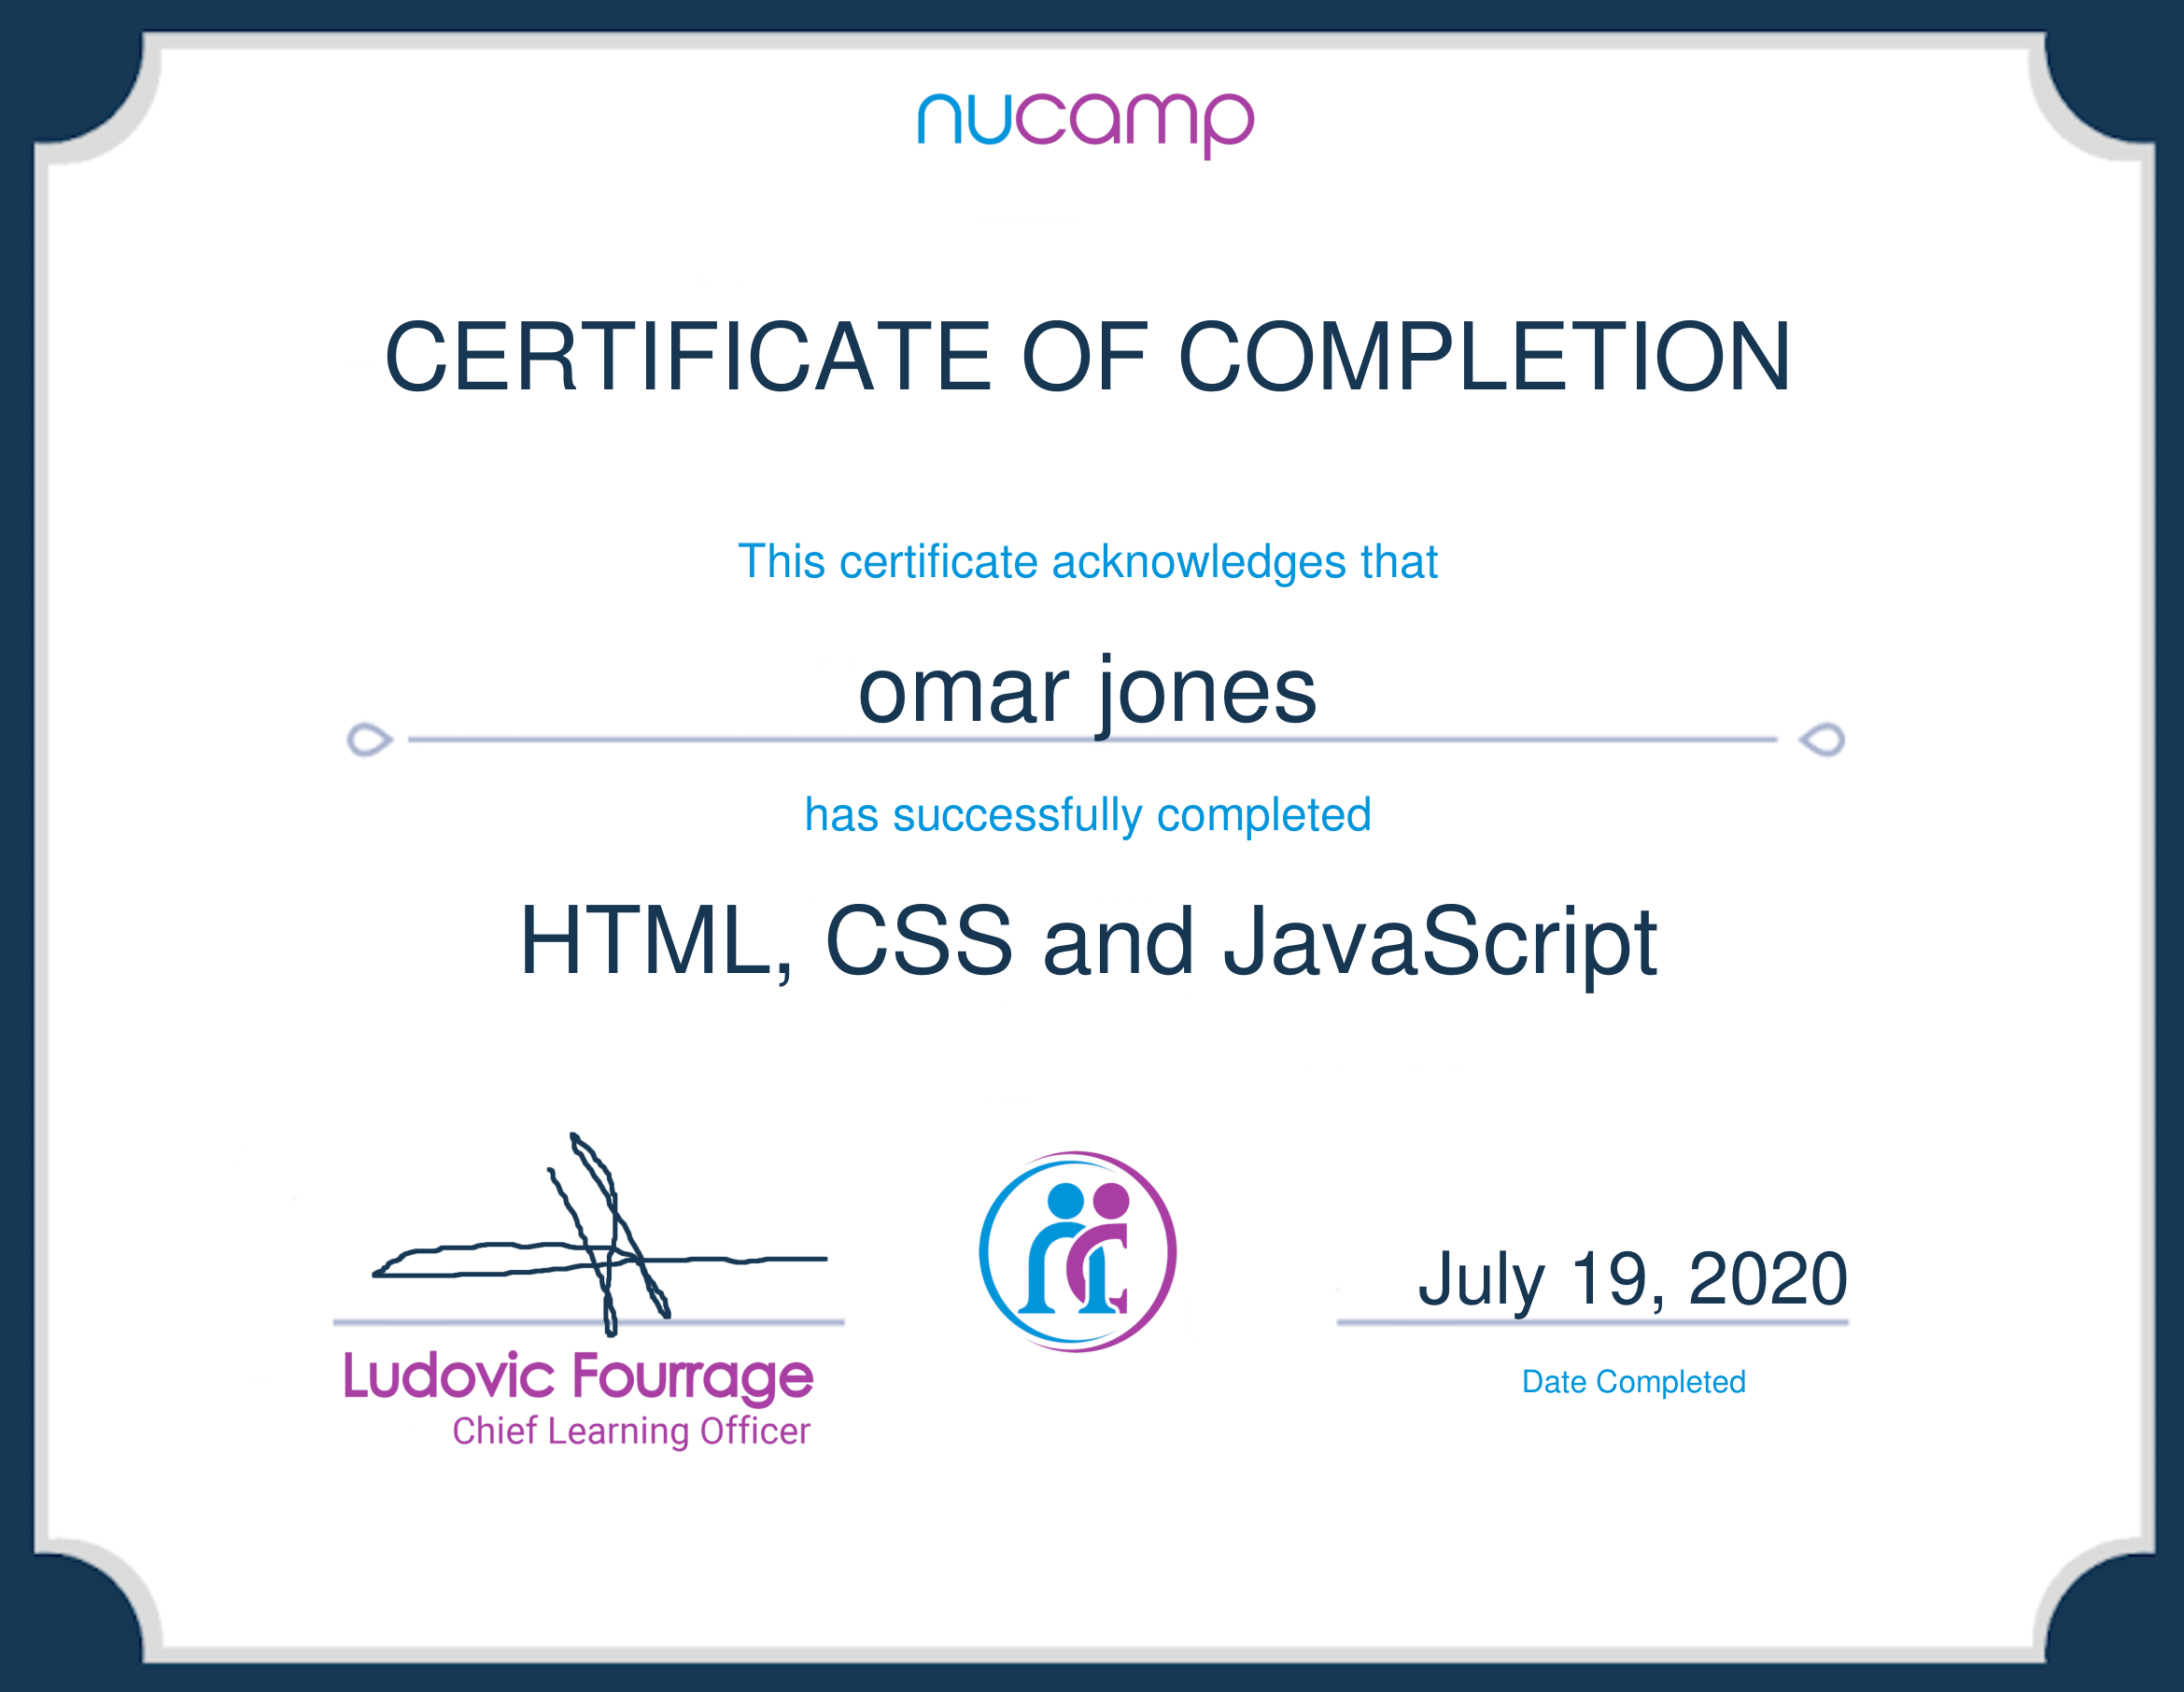 nucamp
CERTIFICATE OF COMPLETION
This certificate acknowledges that
omar jones
has successfully completed
HTML, CSS and JavaScript
July 19, 2020
Ludovic Fourrage
Date Completed
Chief Learning Officer